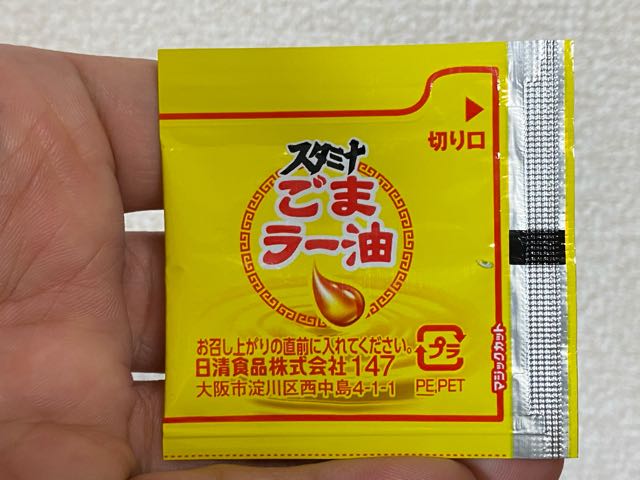 切り口
スタミナ
ごま
ラー油
お召し上がりの直前に入れてください。
日清食品株式会社147
大阪市淀川区西中島4-1-1
プラ
PE,PET
マジックカット